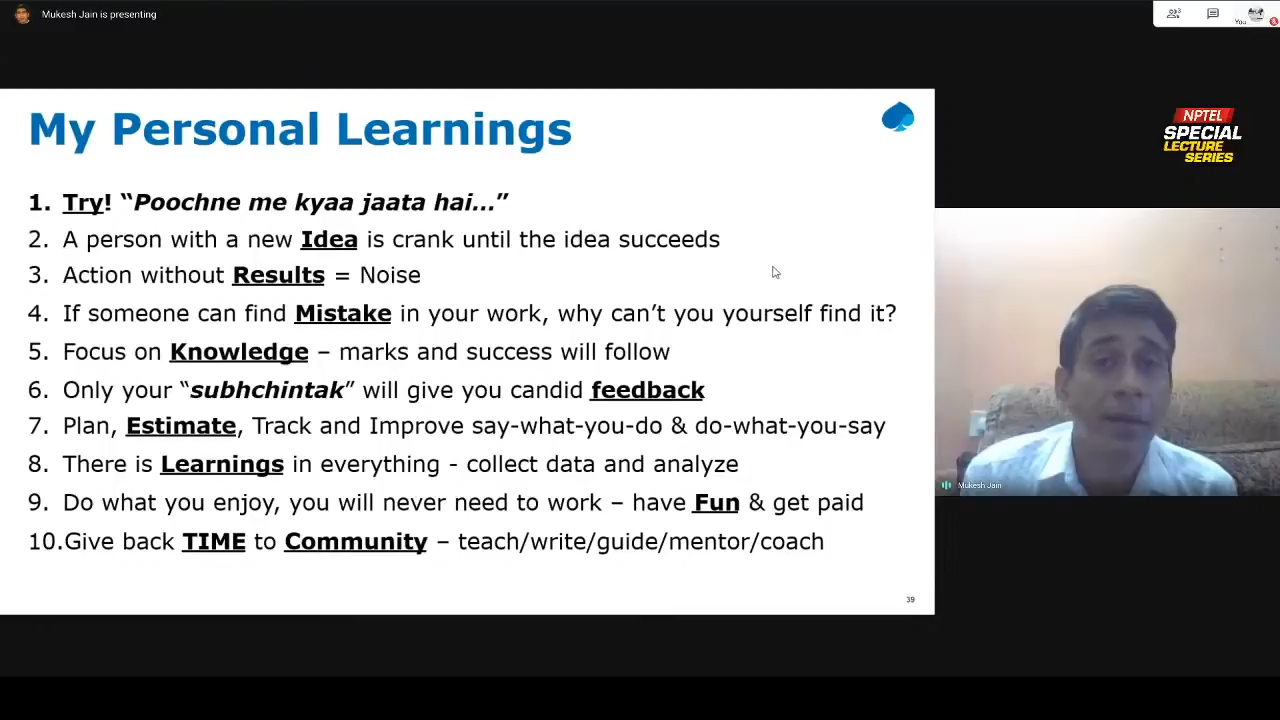 Mukesh Jain is presenting
3
You
My Personal Learnings
NPTEL
SPECIAL
LECTURE
SERIES
1. Try! “Poochne me kyaa jaata hai...”
2. A person with a new Idea is crank until the idea succeeds
3. Action without Results = Noise
4. If someone can find Mistake in your work, why can’t you yourself find it?
5. Focus on Knowledge – marks and success will follow
6. Only your “subhchintak” will give you candid feedback
7. Plan, Estimate, Track and Improve say-what-you-do & do-what-you-say
8. There is Learnings in everything - collect data and analyze
9. Do what you enjoy, you will never need to work – have Fun & get paid
10.Give back TIME to Community – teach/write/guide/mentor/coach
Mukesh Jain
39